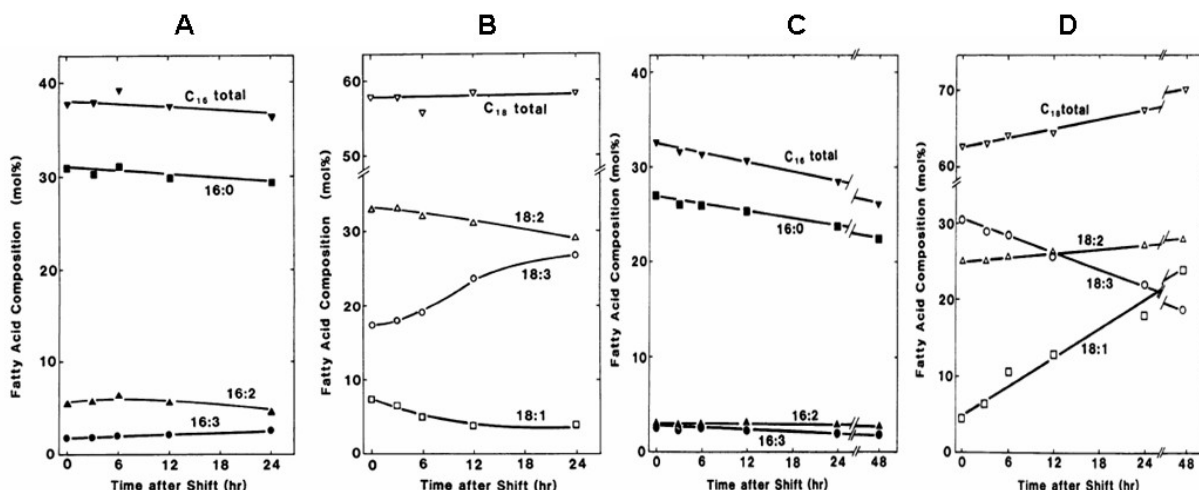 A
B
C
D
Fatty Acid Composition (mol%)
40
30
20
10
0
C16 total
16:0
16:2
16:3
0 6 12 18 24
Time after Shift (hr)
Fatty Acid Composition (mol%)
60
50
30
20
10
0
C18 total
18:2
18:3
18:1
0 6 12 18 24
Time after Shift (hr)
Fatty Acid Composition (mol%)
40
30
20
10
0
C16 total
16:0
16:2
16:3
0 6 12 24 48
Time after Shift (hr)
Fatty Acid Composition (mol%)
70
60
30
20
10
0
C18 total
18:2
18:3
18:1
0 6 12 24 48
Time after Shift (hr)